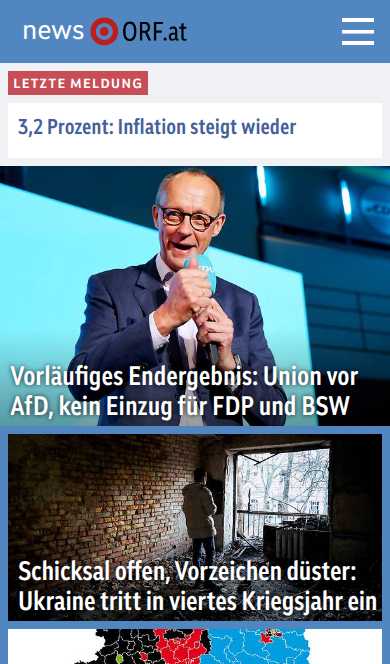 news ORF.at
LETZTE MELDUNG
3,2 Prozent: Inflation steigt wieder
Vorläufiges Endergebnis: Union vor
AfD, kein Einzug für FDP und BSW
Schicksal offen, Vorzeichen düster:
Ukraine tritt in viertes Kriegsjahr ein